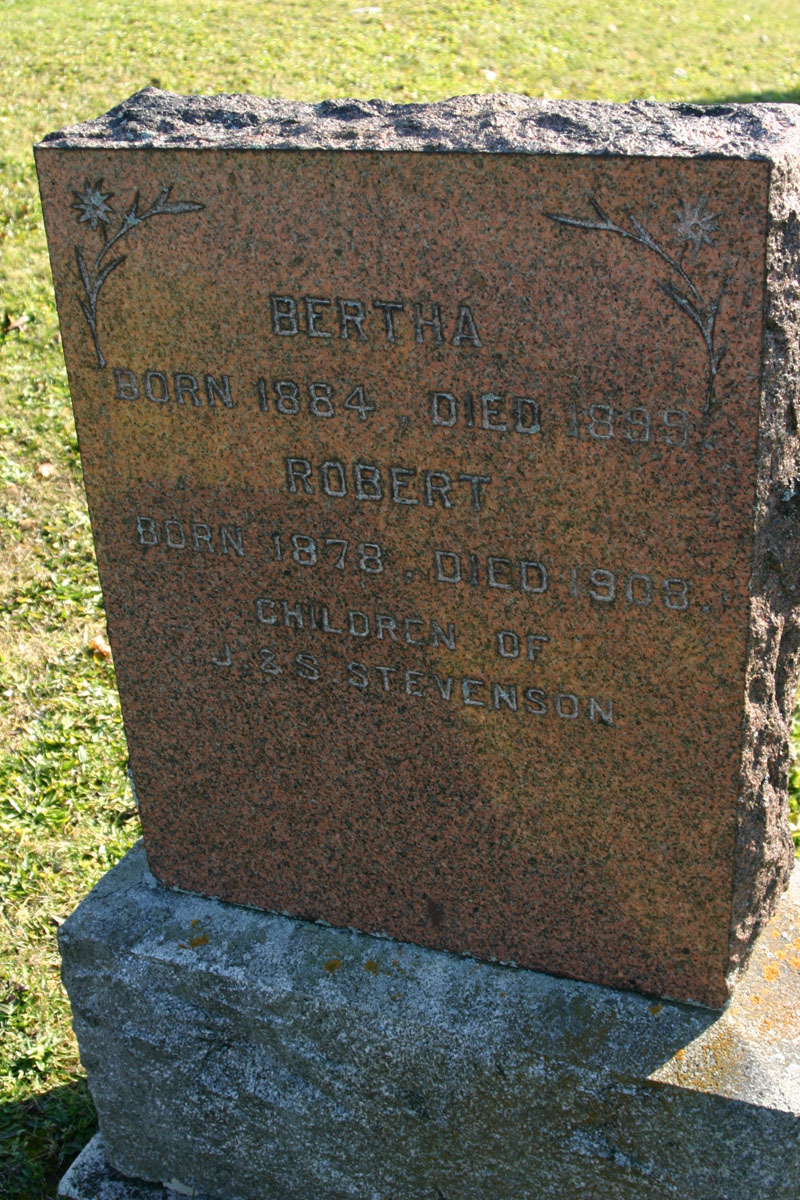 BERTHA
BORN 1884, DIED 1899.
ROBERT
BORN 1878. DIED 1908.
CHILDREN OF
J & S STEVENSON